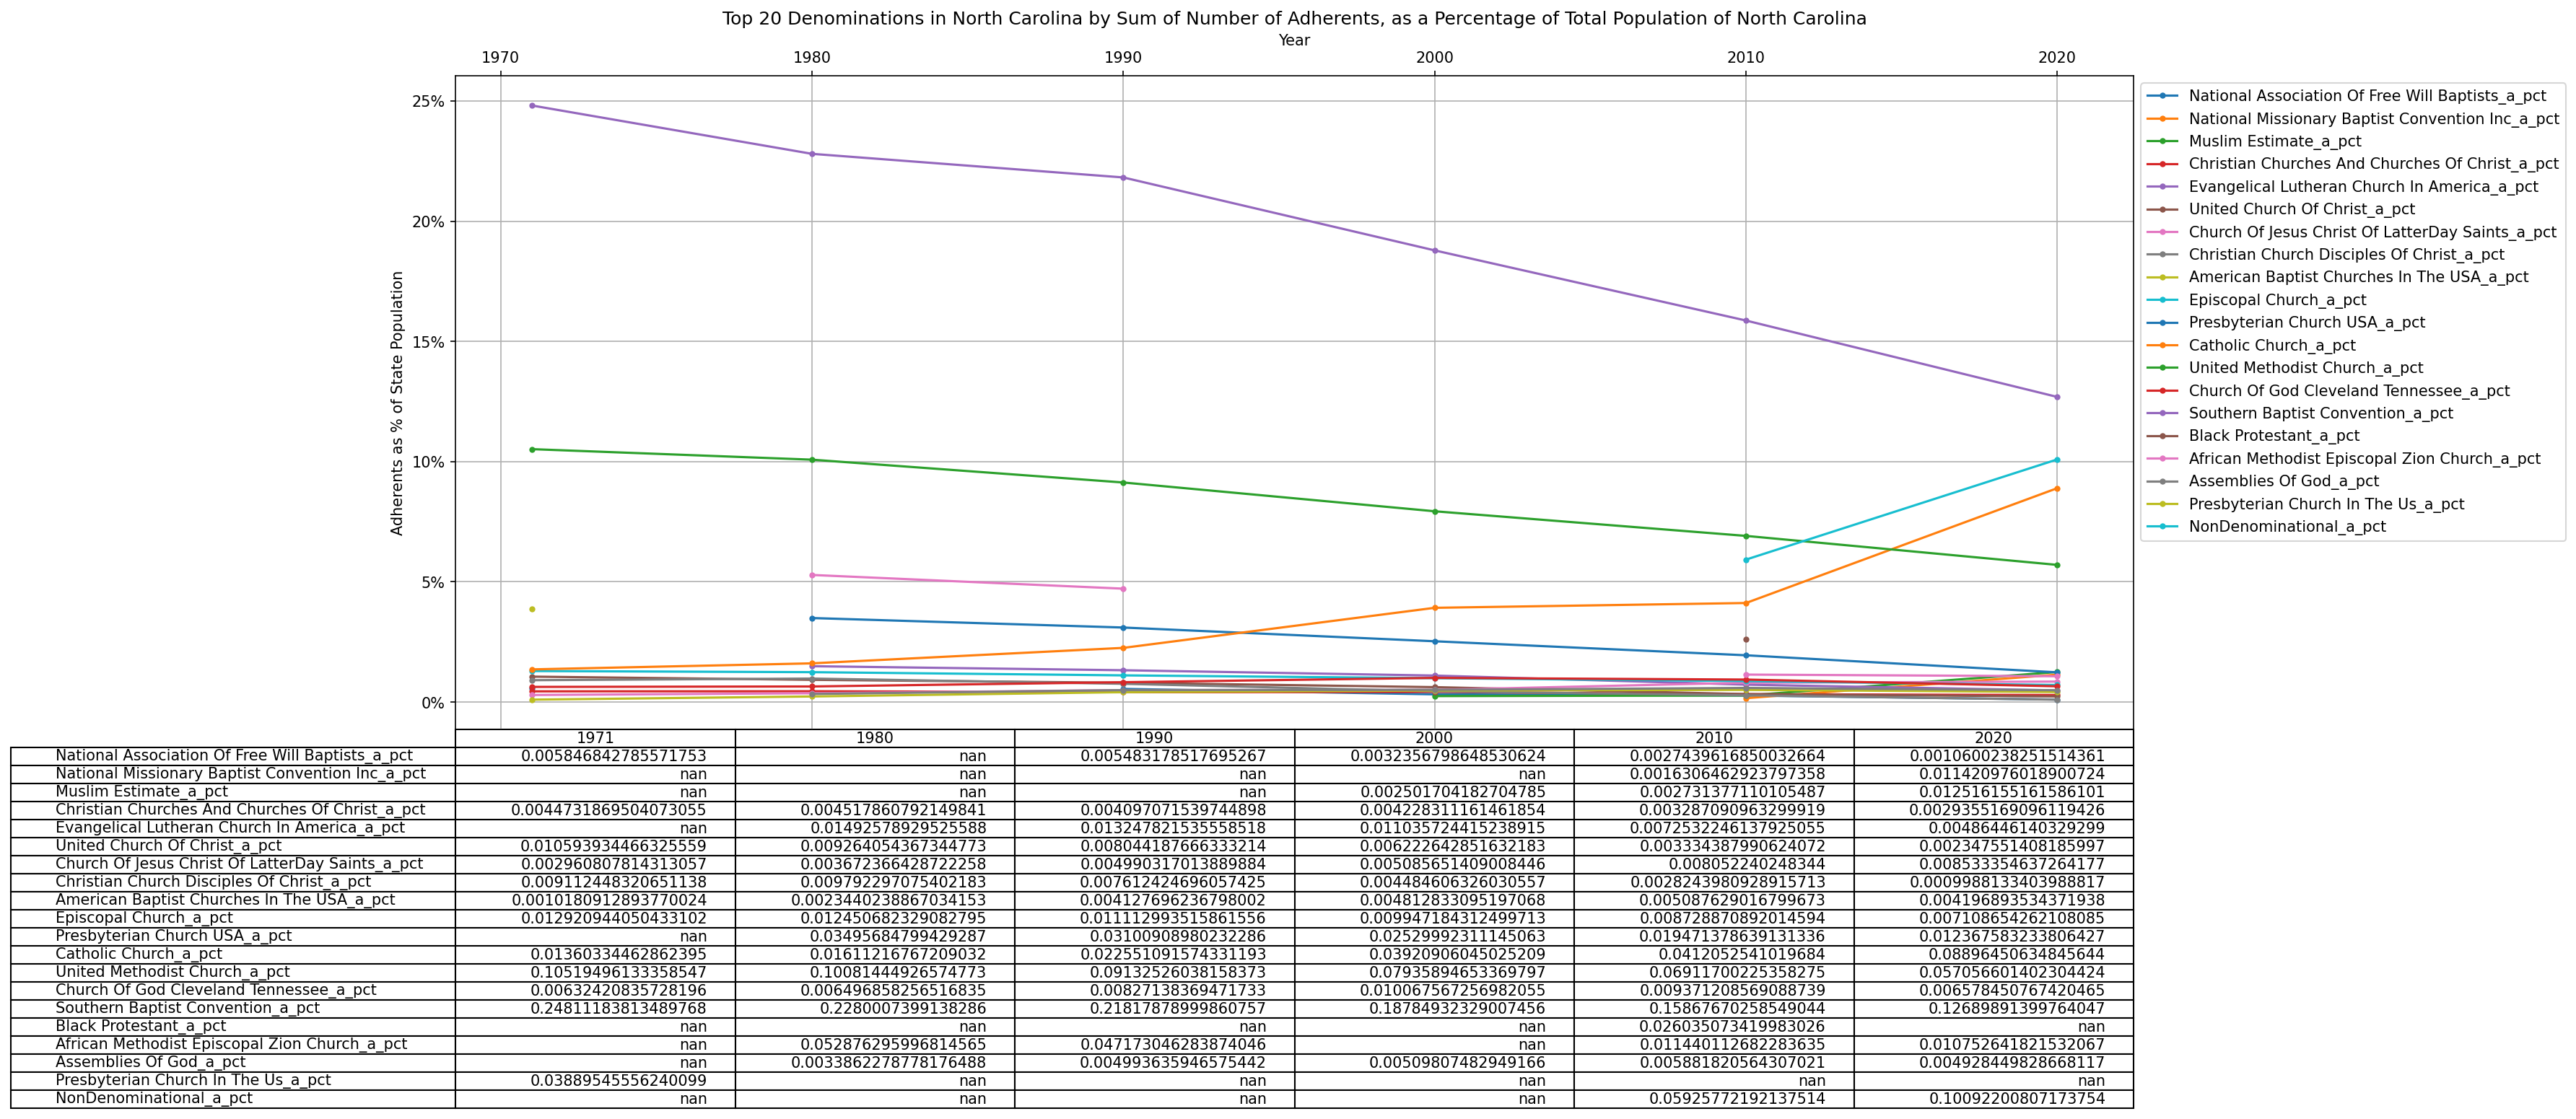 Top 20 Denominations in North Carolina by Sum of Number of Adherents, as a Percentage of Total Population of North Carolina
Year
1970 1980 1990 2000 2010 2020
Adherents as % of State Population
25%
20%
15%
10%
5%
0%
National Association Of Free Will Baptists_a_pct
National Missionary Baptist Convention Inc_a_pct
Muslim Estimate_a_pct
Christian Churches And Churches Of Christ_a_pct
Evangelical Lutheran Church In America_a_pct
United Church Of Christ_a_pct
Church Of Jesus Christ Of LatterDay Saints_a_pct
Christian Church Disciples Of Christ_a_pct
American Baptist Churches In The USA_a_pct
Episcopal Church_a_pct
Presbyterian Church USA_a_pct
Catholic Church_a_pct
United Methodist Church_a_pct
Church Of God Cleveland Tennessee_a_pct
Southern Baptist Convention_a_pct
Black Protestant_a_pct
African Methodist Episcopal Zion Church_a_pct
Assemblies Of God_a_pct
Presbyterian Church In The Us_a_pct
NonDenominational_a_pct
1971 1980 1990 2000 2010 2020
National Association Of Free Will Baptists_a_pct 0.005846842785571753 nan 0.005483178517695267 0.0032356798648530624 0.0027439616850032664 0.0010600238251514361
National Missionary Baptist Convention Inc_a_pct nan nan nan nan 0.0016306462923797358 0.011420976018900724
Muslim Estimate_a_pct nan nan nan 0.002501704182704785 0.002731377110105487 0.012516155161586101
Christian Churches And Churches Of Christ_a_pct 0.0044731869504073055 0.004517860792149841 0.004097071539744898 0.004228311161461854 0.003287090963299919 0.0029355169096119426
Evangelical Lutheran Church In America_a_pct nan 0.01492578929525588 0.013247821535558518 0.011035724415238915 0.0072532246137925055 0.00486446140329299
United Church Of Christ_a_pct 0.010593934466325559 0.009264054367344773 0.008044187666333214 0.006222642851632183 0.003334387990624072 0.002347551408185997
Church Of Jesus Christ Of LatterDay Saints_a_pct 0.002960807814313057 0.003672366428722258 0.004990317013889884 0.005085651409008446 0.008052240248344 0.008533354637264177
Christian Church Disciples Of Christ_a_pct 0.009112448320651138 0.009792297075402183 0.007612424696057425 0.004484606326030557 0.0028243980928915713 0.0009988133403988817
American Baptist Churches In The USA_a_pct 0.0010180912893770024 0.0023440238867034153 0.004127696236798002 0.004812833095197068 0.005087629016799673 0.004196893534371938
Episcopal Church_a_pct 0.012920944050433102 0.012450682329082795 0.011112993515861556 0.009947184312499713 0.008728870892014594 0.007108654262108085
Presbyterian Church USA_a_pct nan 0.03495684799429287 0.03100908980232286 0.02529992311145063 0.019471378639131336 0.012367583233806427
Catholic Church_a_pct 0.01360334462862395 0.01611216767209032 0.022551091574331193 0.03920906045025209 0.0412052541019684 0.08896450634845644
United Methodist Church_a_pct 0.10519496133358547 0.10081444926574773 0.09132526038158373 0.07935894653369797 0.06911700225358275 0.057056601402304424
Church Of God Cleveland Tennessee_a_pct 0.00632420835728196 0.006496858256516835 0.00827138369471733 0.010067567256982055 0.009371208569088739 0.006578450767420465
Southern Baptist Convention_a_pct 0.24811183813489768 0.2280007399138286 0.21817878999860757 0.18784932329007456 0.158676702585490​44 0.12689891399764047
Black Protestant_a_pct nan nan nan nan 0.026035073419983026 nan
African Methodist Episcopal Zion Church_a_pct nan 0.052876295996814565 0.047173046283874046 nan 0.011440112682283635 0.010752641821532067
Assemblies Of God_a_pct nan 0.0033862278778176488 0.004993635946575442 0.00509807482949166 0.005881820564307021 0.004928449828668117
Presbyterian Church In The Us_a_pct 0.03889545556240099 nan nan nan nan nan
NonDenominational_a_pct nan nan nan nan 0.05925772192137514 0.10092200807173754